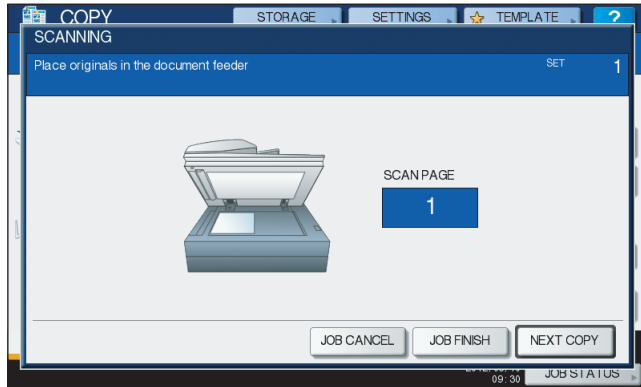 COPY STORAGE SETTINGS TEMPLATE ?
SCANNING
Place originals in the document feeder SET 1
SCAN PAGE
1
JOB CANCEL JOB FINISH NEXT COPY
09:30 JOB STATUS